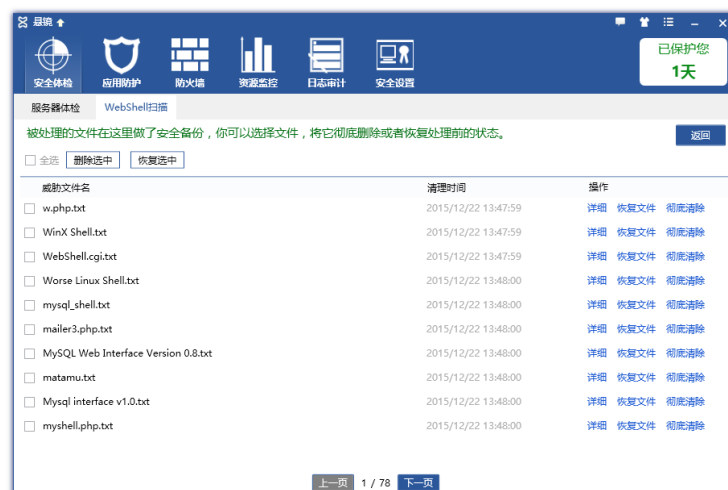 悬镜
已保护您
1天
安全体检 应用防护 防火墙 资源监控 日志审计 安全设置
服务器体检 WebShell扫描
被处理的文件在这里做了安全备份，你可以选择文件，将它彻底删除或者恢复处理前的状态。 返回
全选 删除选中 恢复选中
威胁文件名 清理时间 操作
w.php.txt 2015/12/22 13:47:59 详细 恢复文件 彻底清除
WinX Shell.txt 2015/12/22 13:47:59 详细 恢复文件 彻底清除
WebShell.cgi.txt 2015/12/22 13:47:59 详细 恢复文件 彻底清除
Worse Linux Shell.txt 2015/12/22 13:48:00 详细 恢复文件 彻底清除
mysql_shell.txt 2015/12/22 13:48:00 详细 恢复文件 彻底清除
mailer3.php.txt 2015/12/22 13:48:00 详细 恢复文件 彻底清除
MySQL Web Interface Version 0.8.txt 2015/12/22 13:48:00 详细 恢复文件 彻底清除
matamu.txt 2015/12/22 13:48:00 详细 恢复文件 彻底清除
Mysql interface v1.0.txt 2015/12/22 13:48:00 详细 恢复文件 彻底清除
myshell.php.txt 2015/12/22 13:48:00 详细 恢复文件 彻底清除
上一页 1 / 78 下一页